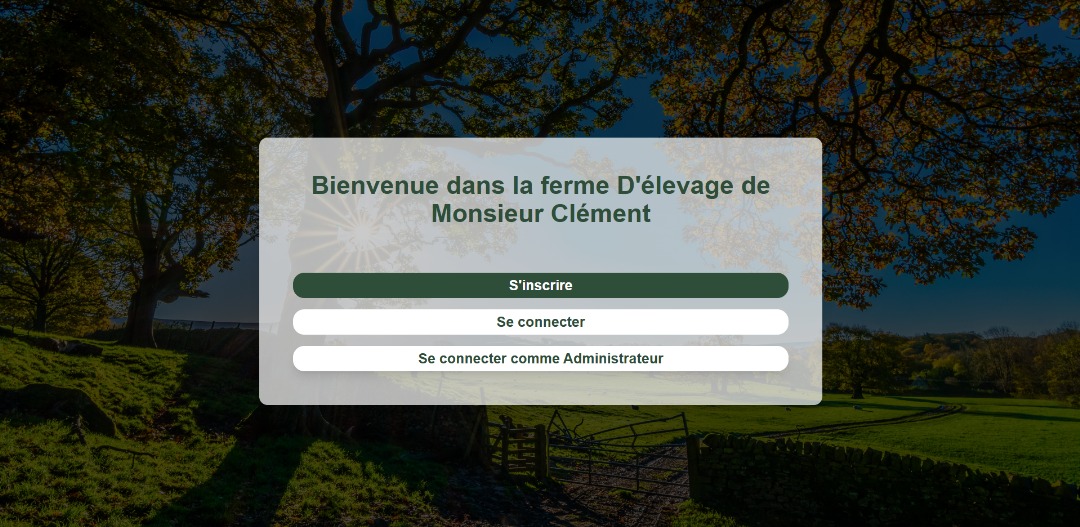 Bienvenue dans la ferme D'élevage de
Monsieur Clément
S'inscrire
Se connecter
Se connecter comme Administrateur